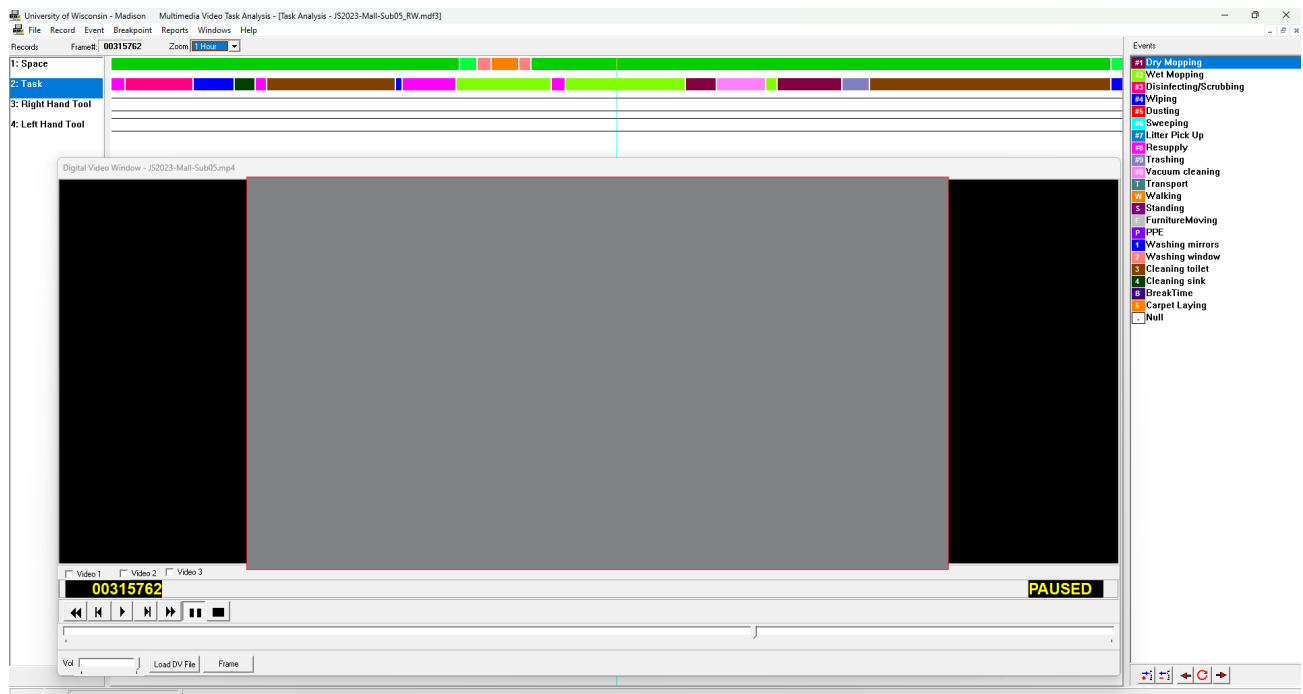 University of Wisconsin - Madison Multimedia Video Task Analysis - [Task Analysis - JS2023-Mall-Sub05_RW.mdf3]
File Record Event Breakpoint Reports Windows Help
Records Frame#: 00315762 Zoom 1 Hour
Events
1: Space
2: Task
3: Right Hand Tool
4: Left Hand Tool
#1 Dry Mopping
#2 Wet Mopping
#3 Disinfecting/Scrubbing
#4 Wiping
#5 Dusting
#6 Sweeping
#7 Litter Pick Up
#8 Resupply
#9 Trashing
#0 Vacuum cleaning
T Transport
W Walking
S Standing
F FurnitureMoving
P PPE
1 Washing mirrors
2 Washing window
3 Cleaning toilet
4 Cleaning sink
B BreakTime
5 Carpet Laying
. Null
Digital Video Window - JS2023-Mall-Sub05.mp4
Video 1 Video 2 Video 3
00315762 PAUSED
Vol Load DV File Frame